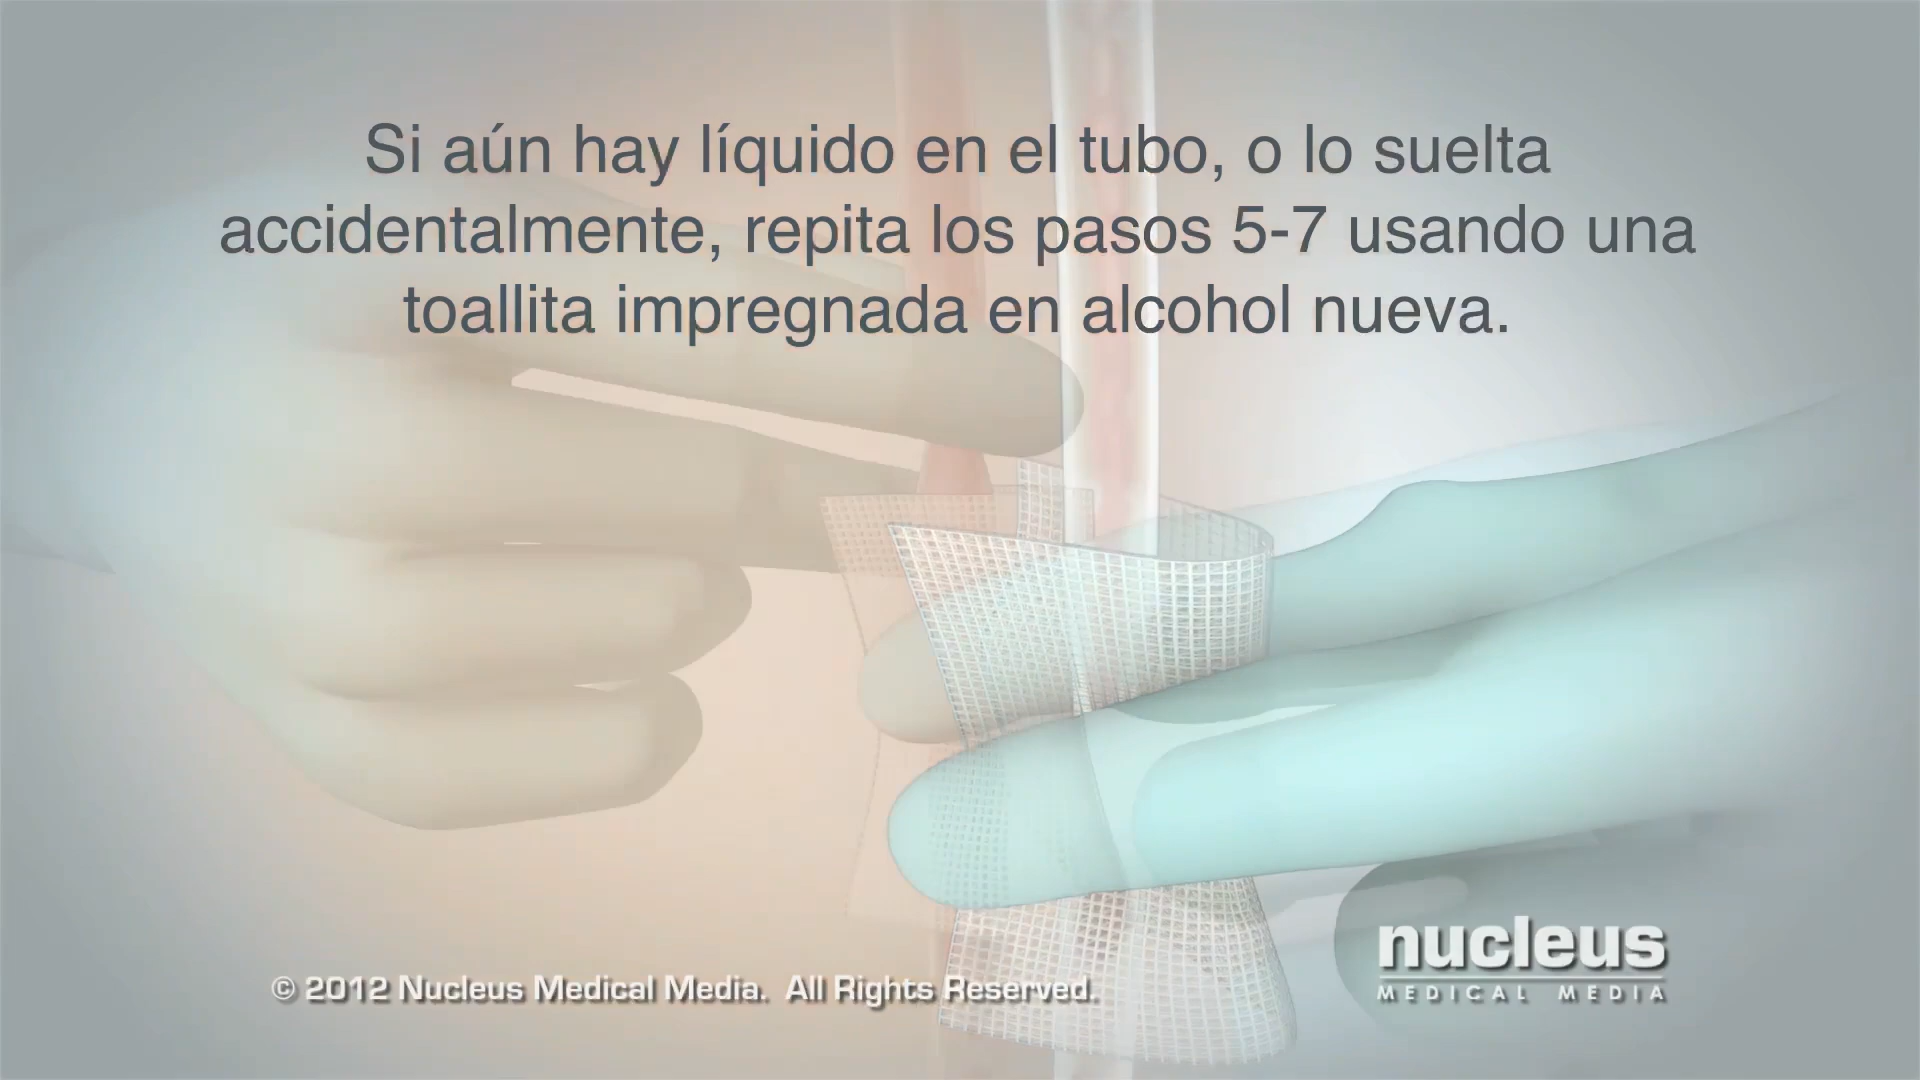 Si aún hay líquido en el tubo, o lo suelta
accidentalmente, repita los pasos 5-7 usando una
toallita impregnada en alcohol nueva.
© 2012 Nucleus Medical Media. All Rights Reserved.
nucleus
MEDICAL MEDIA